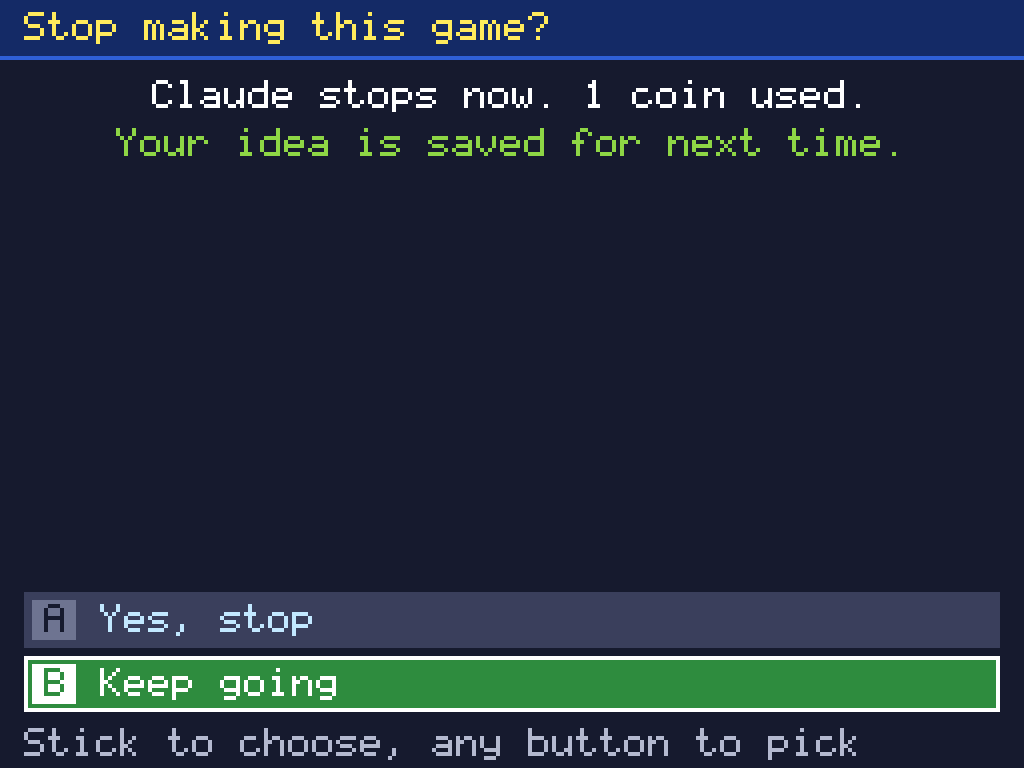 Stop making this game?
Claude stops now. 1 coin used.
Your idea is saved for next time.
A Yes, stop
B Keep going
Stick to choose, any button to pick